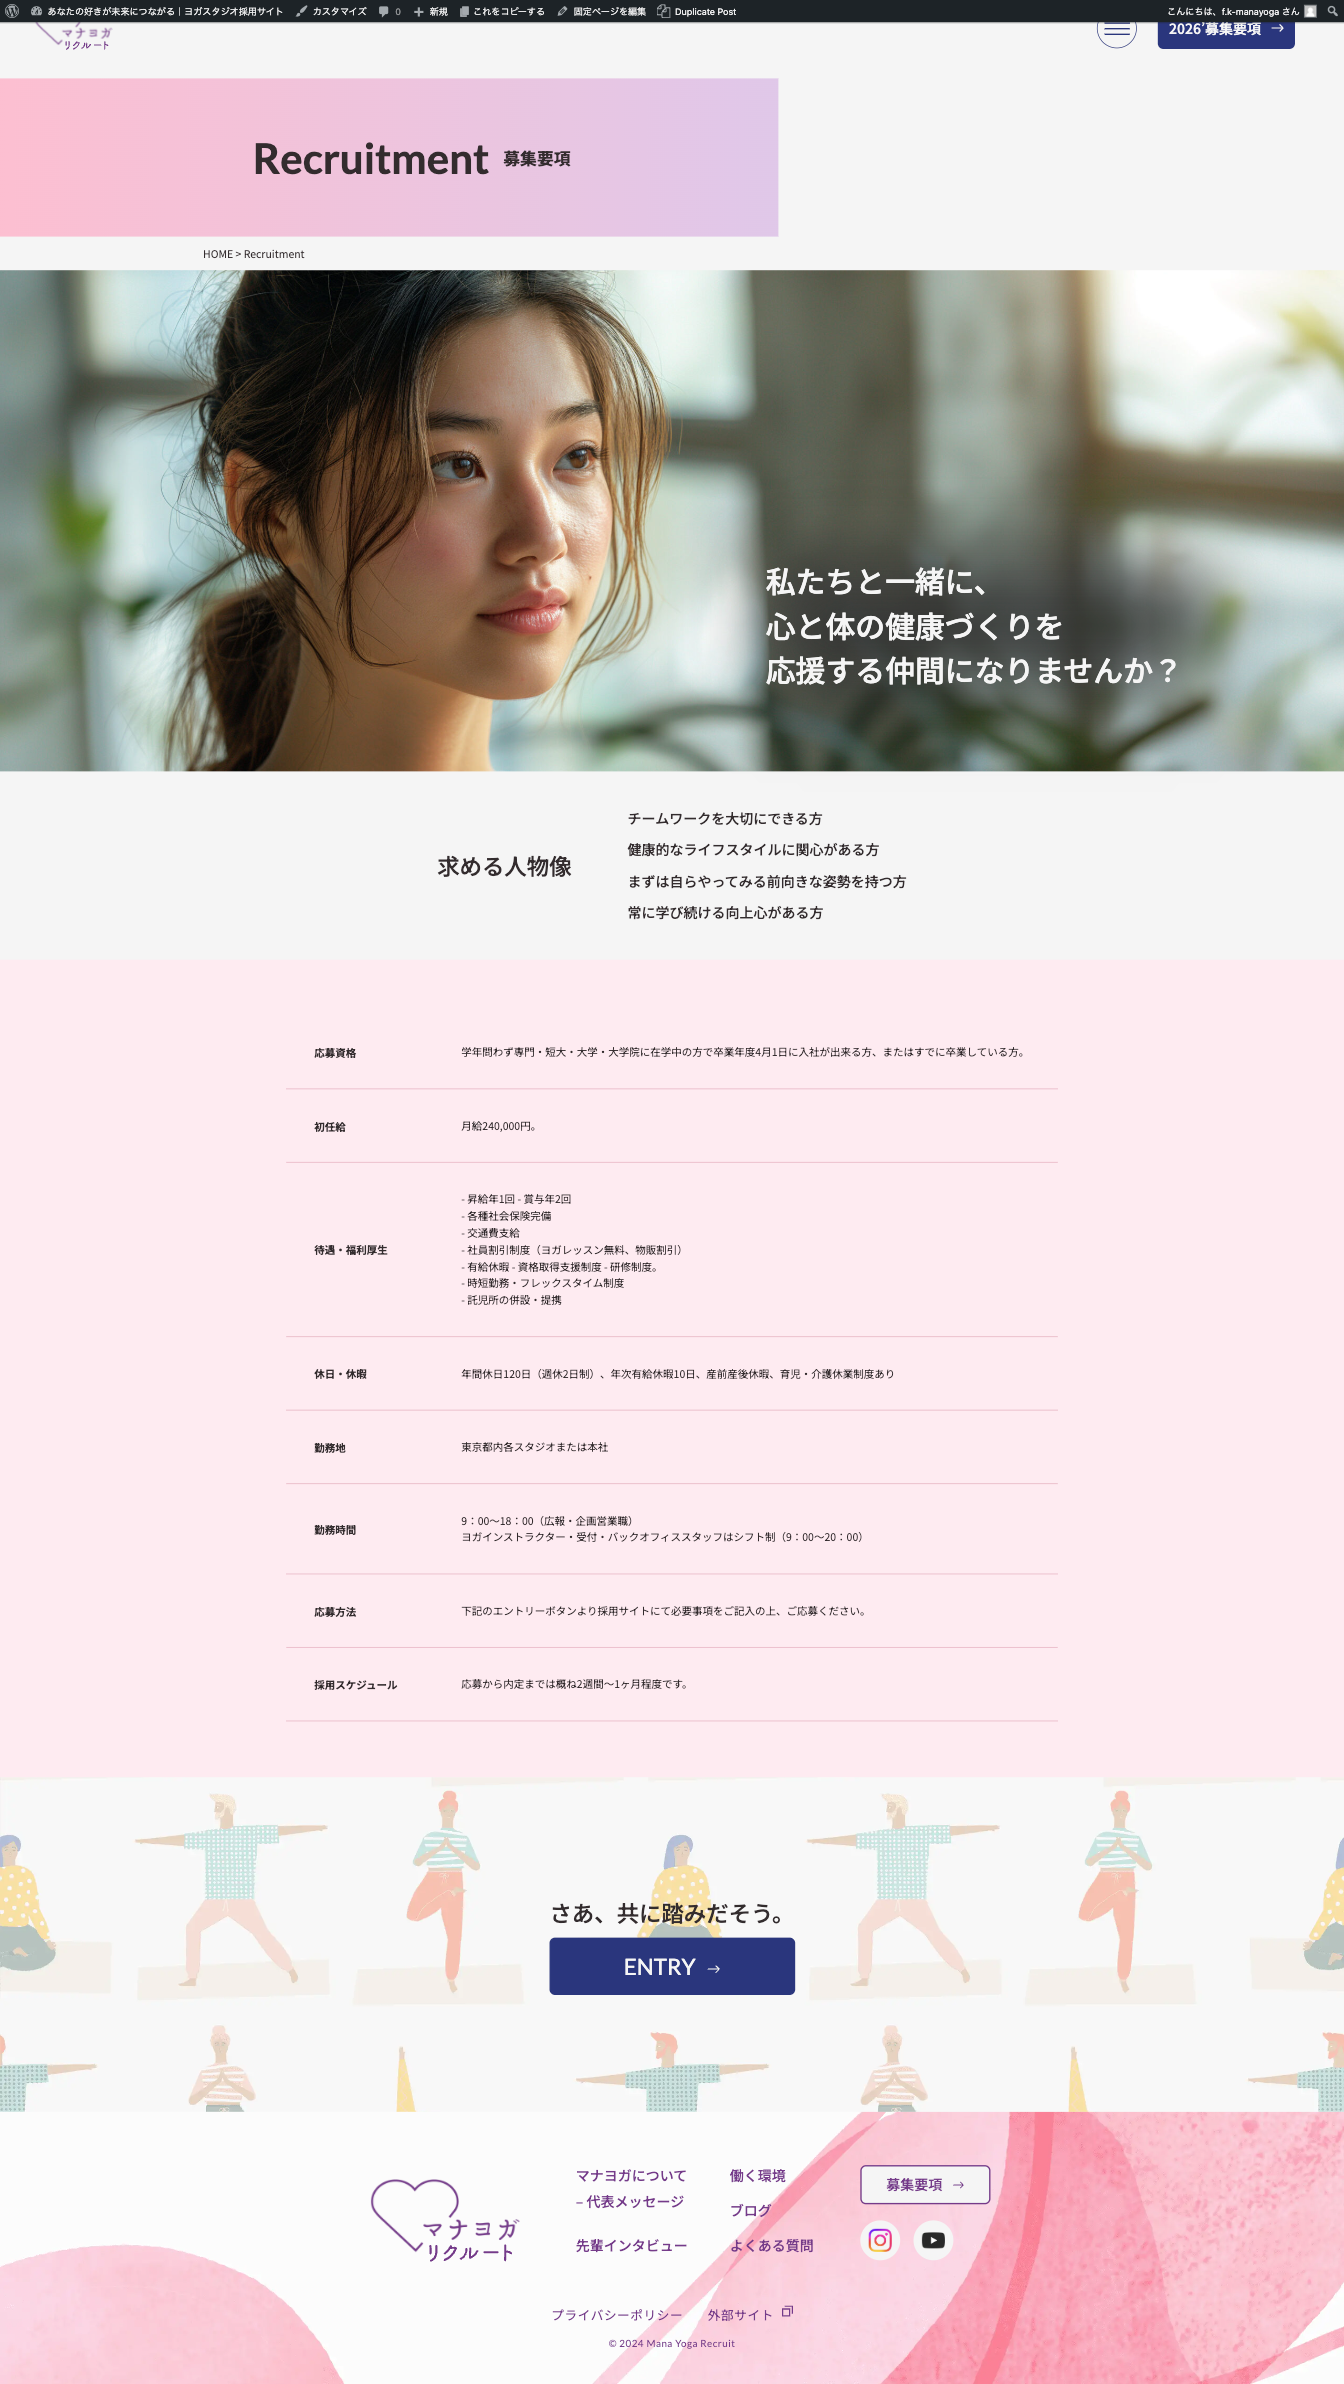 あなたの好きが未来につながる｜ヨガスタジオ採用サイト カスタマイズ 0 新規 これをコピーする 固定ページを編集 Duplicate Post こんにちは、f.k-manayoga さん
マナヨガ
リクルート
2026'募集要項 →
Recruitment 募集要項
HOME > Recruitment
私たちと一緒に、
心と体の健康づくりを
応援する仲間になりませんか？
求める人物像
チームワークを大切にできる方
健康的なライフスタイルに関心がある方
まずは自らやってみる前向きな姿勢を持つ方
常に学び続ける向上心がある方
応募資格 学年問わず専門・短大・大学・大学院に在学中の方で卒業年度4月1日に入社が出来る方、またはすでに卒業している方。
初任給 月給240,000円。
待遇・福利厚生
- 昇給年1回 - 賞与年2回
- 各種社会保険完備
- 交通費支給
- 社員割引制度（ヨガレッスン無料、物販割引）
- 有給休暇 - 資格取得支援制度 - 研修制度。
- 時短勤務・フレックスタイム制度
- 託児所の併設・提携
休日・休暇 年間休日120日（週休2日制）、年次有給休暇10日、産前産後休暇、育児・介護休業制度あり
勤務地 東京都内各スタジオまたは本社
勤務時間
9：00〜18：00（広報・企画営業職）
ヨガインストラクター・受付・バックオフィススタッフはシフト制（9：00〜20：00）
応募方法 下記のエントリーボタンより採用サイトにて必要事項をご記入の上、ご応募ください。
採用スケジュール 応募から内定までは概ね2週間〜1ヶ月程度です。
さあ、共に踏みだそう。
ENTRY →
マナヨガ
リクルート
マナヨガについて
– 代表メッセージ
先輩インタビュー
働く環境
ブログ
よくある質問
募集要項 →
プライバシーポリシー 外部サイト
© 2024 Mana Yoga Recruit